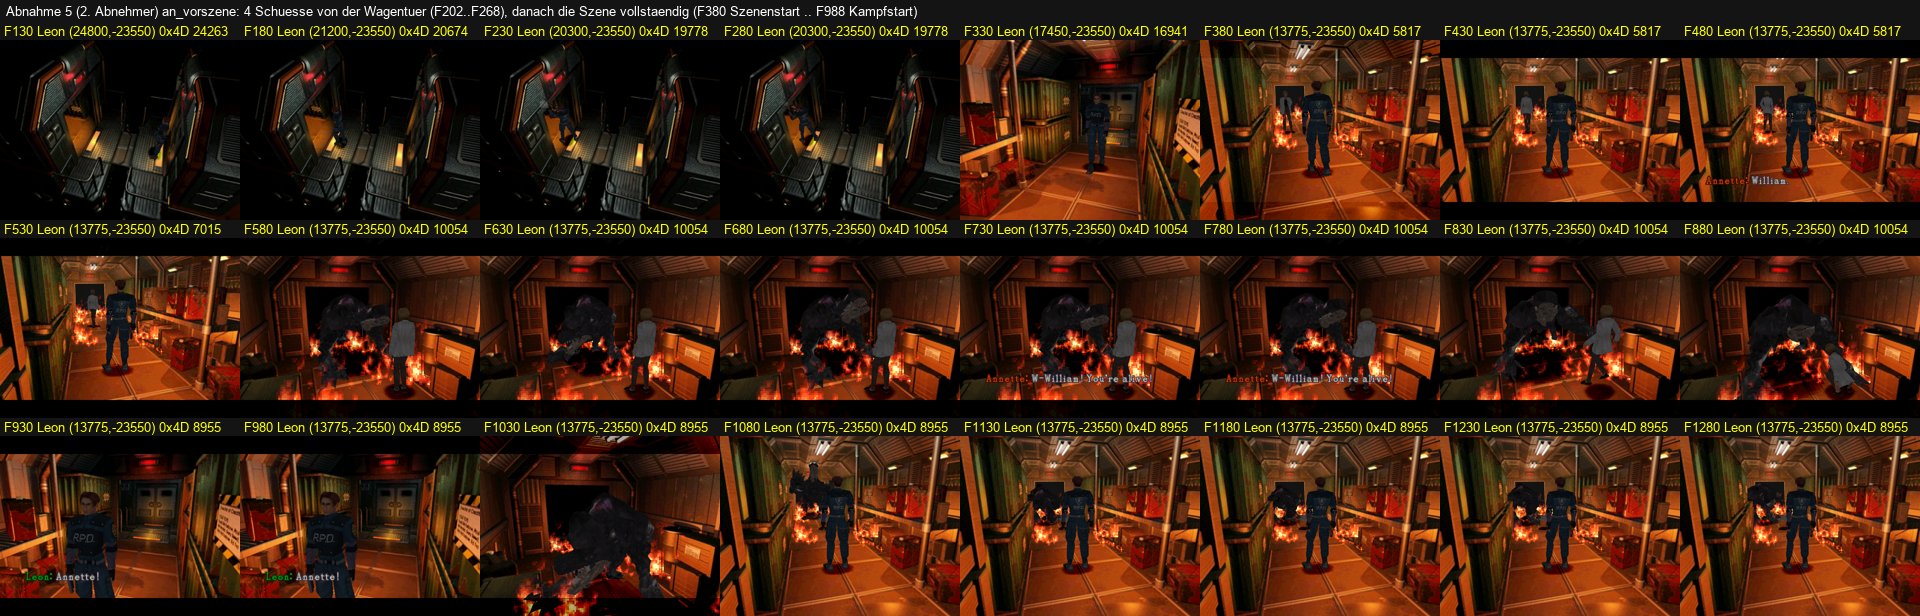 Abnahme 5 (2. Abnehmer) an_vorszene: 4 Schuesse von der Wagentuer (F202..F268), danach die Szene vollstaendig (F380 Szenenstart .. F988 Kampfstart)
F130 Leon (24800,-23550) 0x4D 24263
F180 Leon (21200,-23550) 0x4D 20674
F230 Leon (20300,-23550) 0x4D 19778
F280 Leon (20300,-23550) 0x4D 19778
F330 Leon (17450,-23550) 0x4D 16941
F380 Leon (13775,-23550) 0x4D 5817
F430 Leon (13775,-23550) 0x4D 5817
F480 Leon (13775,-23550) 0x4D 5817
RPD
Annette: William.
F530 Leon (13775,-23550) 0x4D 7015
F580 Leon (13775,-23550) 0x4D 10054
F630 Leon (13775,-23550) 0x4D 10054
F680 Leon (13775,-23550) 0x4D 10054
F730 Leon (13775,-23550) 0x4D 10054
F780 Leon (13775,-23550) 0x4D 10054
F830 Leon (13775,-23550) 0x4D 10054
F880 Leon (13775,-23550) 0x4D 10054
Annette: W-William! You're alive!
Annette: W-William! You're alive!
F930 Leon (13775,-23550) 0x4D 8955
F980 Leon (13775,-23550) 0x4D 8955
F1030 Leon (13775,-23550) 0x4D 8955
F1080 Leon (13775,-23550) 0x4D 8955
F1130 Leon (13775,-23550) 0x4D 8955
F1180 Leon (13775,-23550) 0x4D 8955
F1230 Leon (13775,-23550) 0x4D 8955
F1280 Leon (13775,-23550) 0x4D 8955
RPD.
RPD.
Leon: Annette!
Leon: Annette!